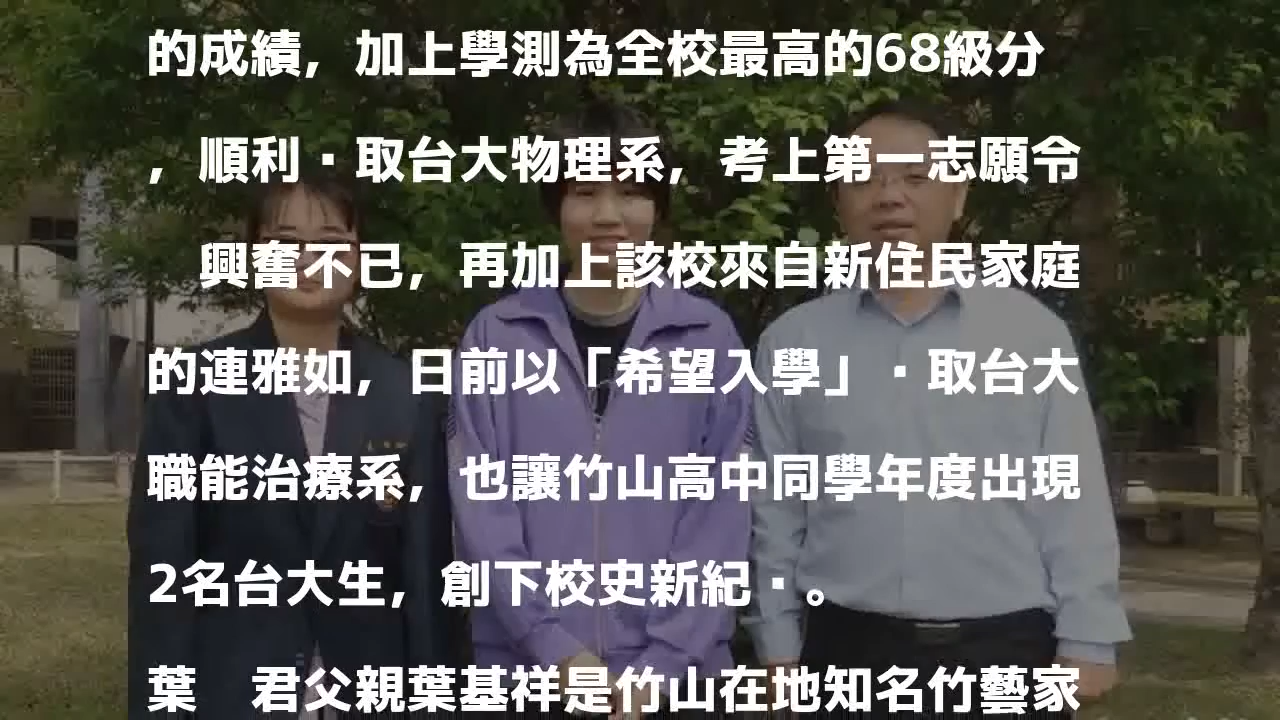 的成績，加上學測為全校最高的68級分
，順利·取台大物理系，考上第一志願令
興奮不已，再加上該校來自新住民家庭
的連雅如，日前以「希望入學」·取台大
職能治療系，也讓竹山高中同學年度出現
2名台大生，創下校史新紀·。
葉　君父親葉基祥是竹山在地知名竹藝家